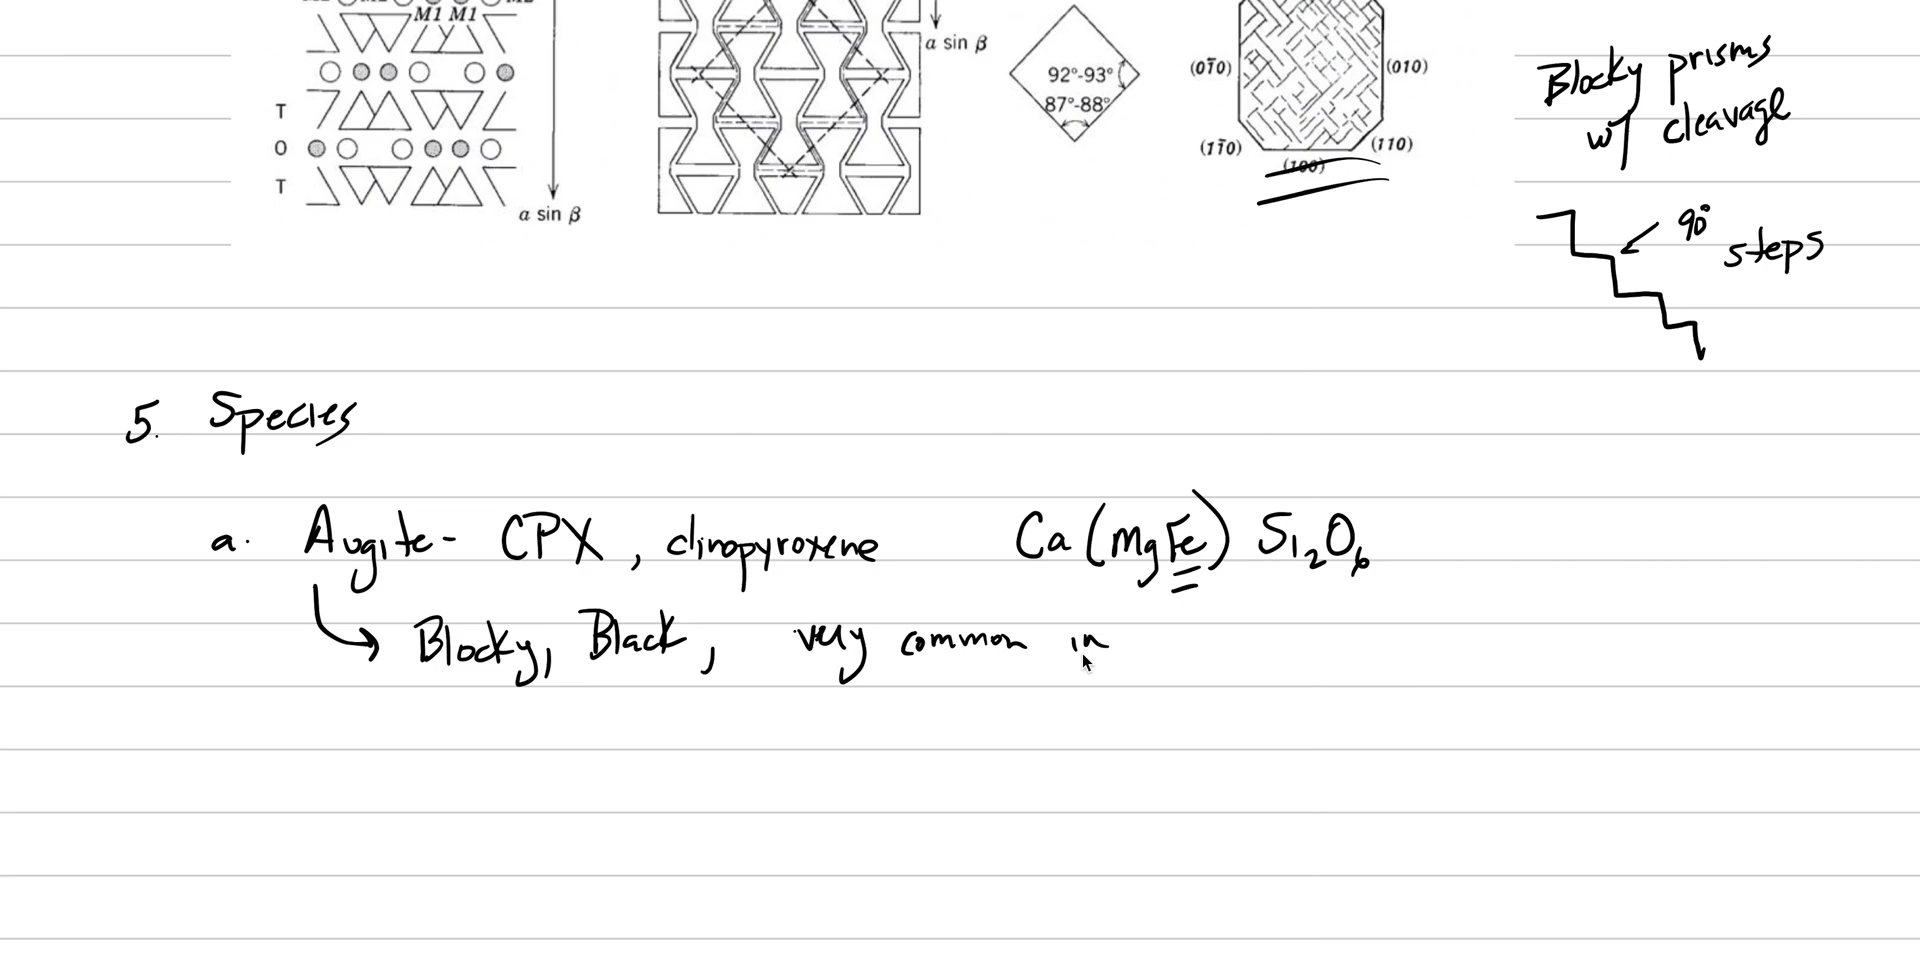 M1 M1
a sin β
92°-93°
87°-88°
(01̅0)
(010)
Blocky prisms
w/ cleavage
T
O
T
a sin β
(11̅0)
(110)
(100)
90°
steps
5. Species
a. Augite - CPX, clinopyroxene Ca(MgFe) Si2O6
Blocky, Black, very common in